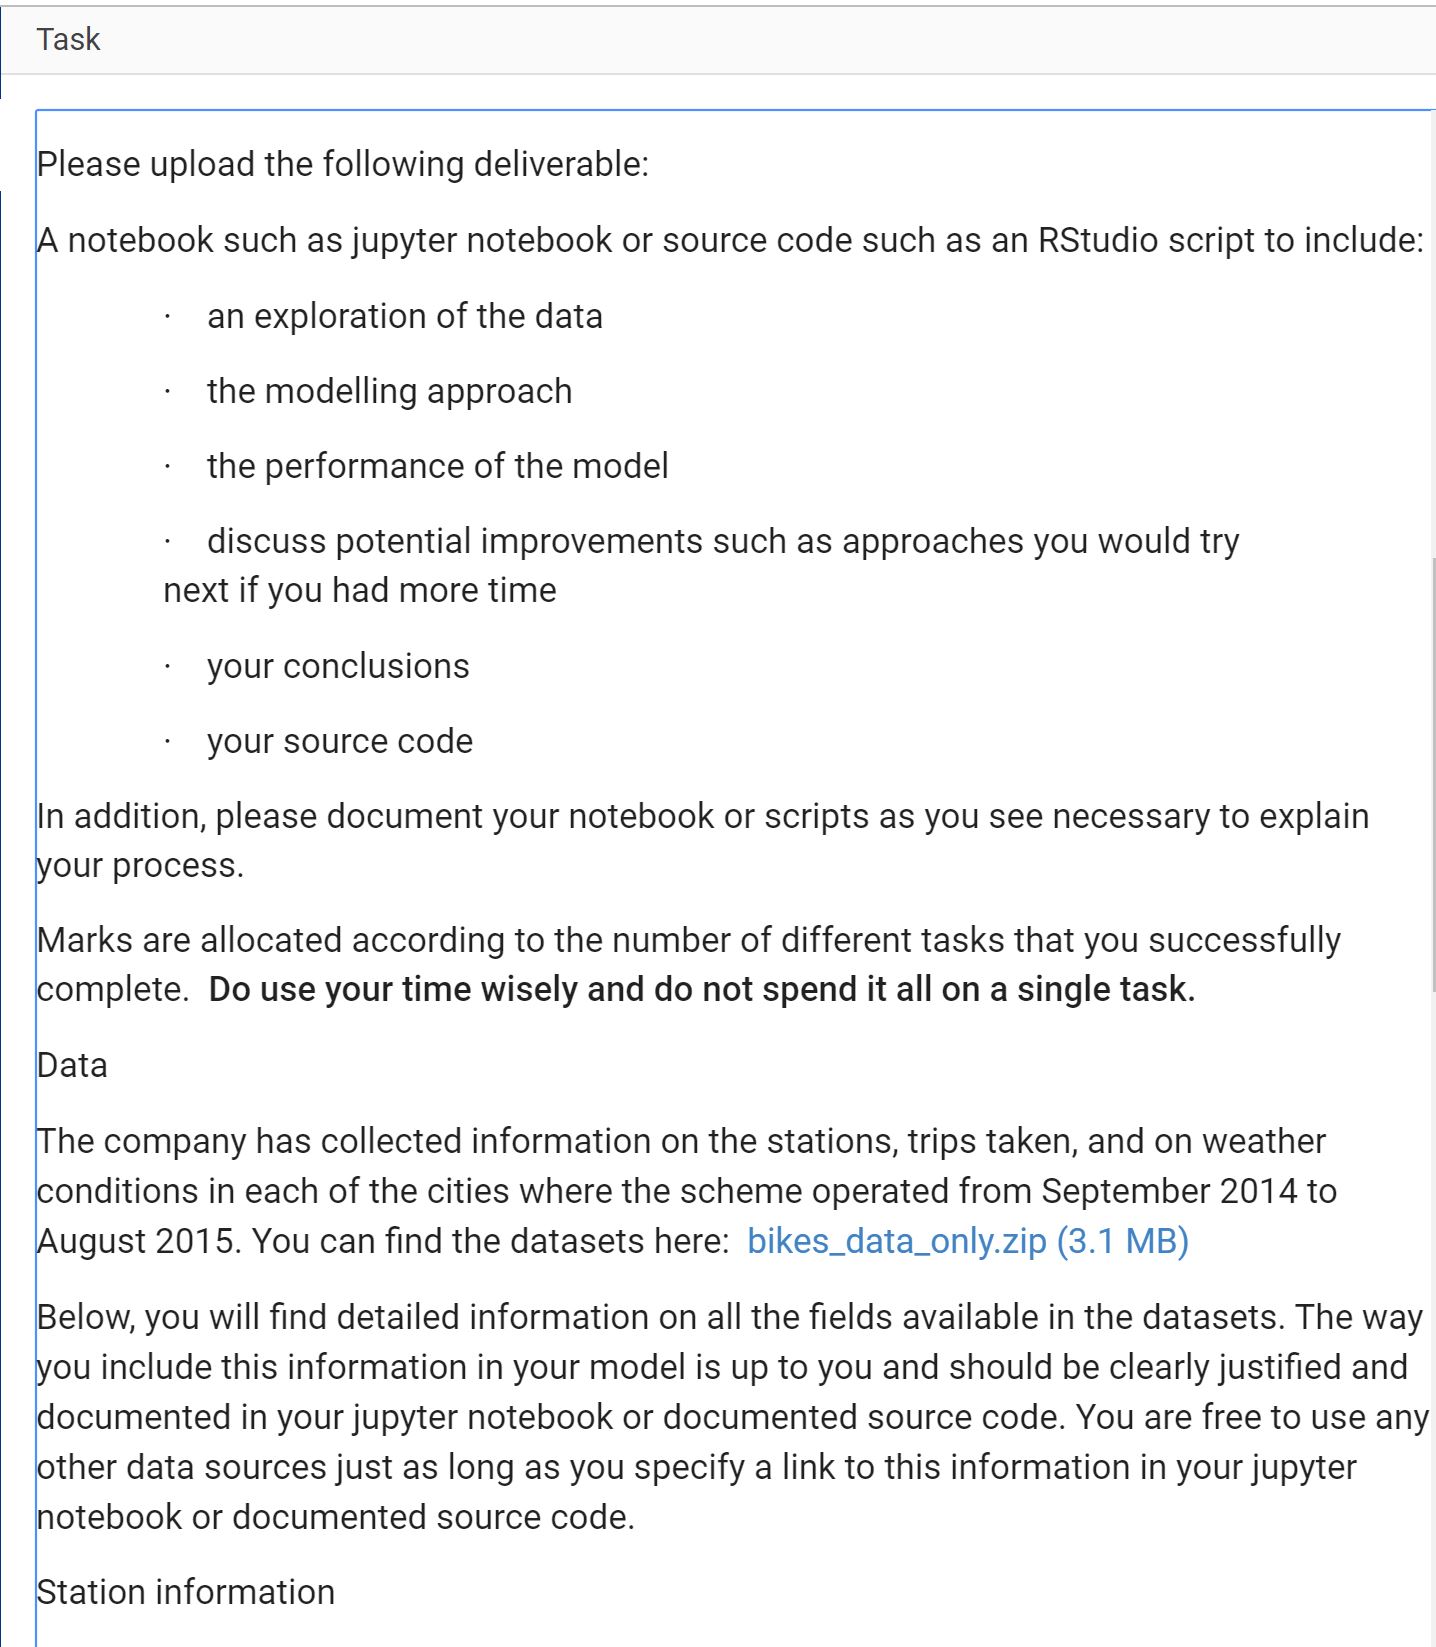 Task
Please upload the following deliverable:
A notebook such as jupyter notebook or source code such as an RStudio script to include:
· an exploration of the data
· the modelling approach
· the performance of the model
· discuss potential improvements such as approaches you would try
next if you had more time
· your conclusions
· your source code
In addition, please document your notebook or scripts as you see necessary to explain
your process.
Marks are allocated according to the number of different tasks that you successfully
complete. Do use your time wisely and do not spend it all on a single task.
Data
The company has collected information on the stations, trips taken, and on weather
conditions in each of the cities where the scheme operated from September 2014 to
August 2015. You can find the datasets here: bikes_data_only.zip (3.1 MB)
Below, you will find detailed information on all the fields available in the datasets. The way
you include this information in your model is up to you and should be clearly justified and
documented in your jupyter notebook or documented source code. You are free to use any
other data sources just as long as you specify a link to this information in your jupyter
notebook or documented source code.
Station information